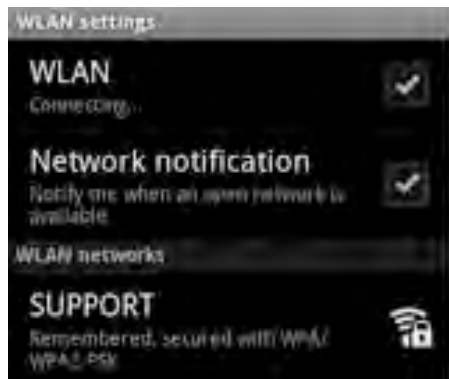 WLAN settings
WLAN
Connecting...
Network notification
Notify me when an open network is
available
WLAN networks
SUPPORT
Remembered, secured with WPA/
WPA2 PSK